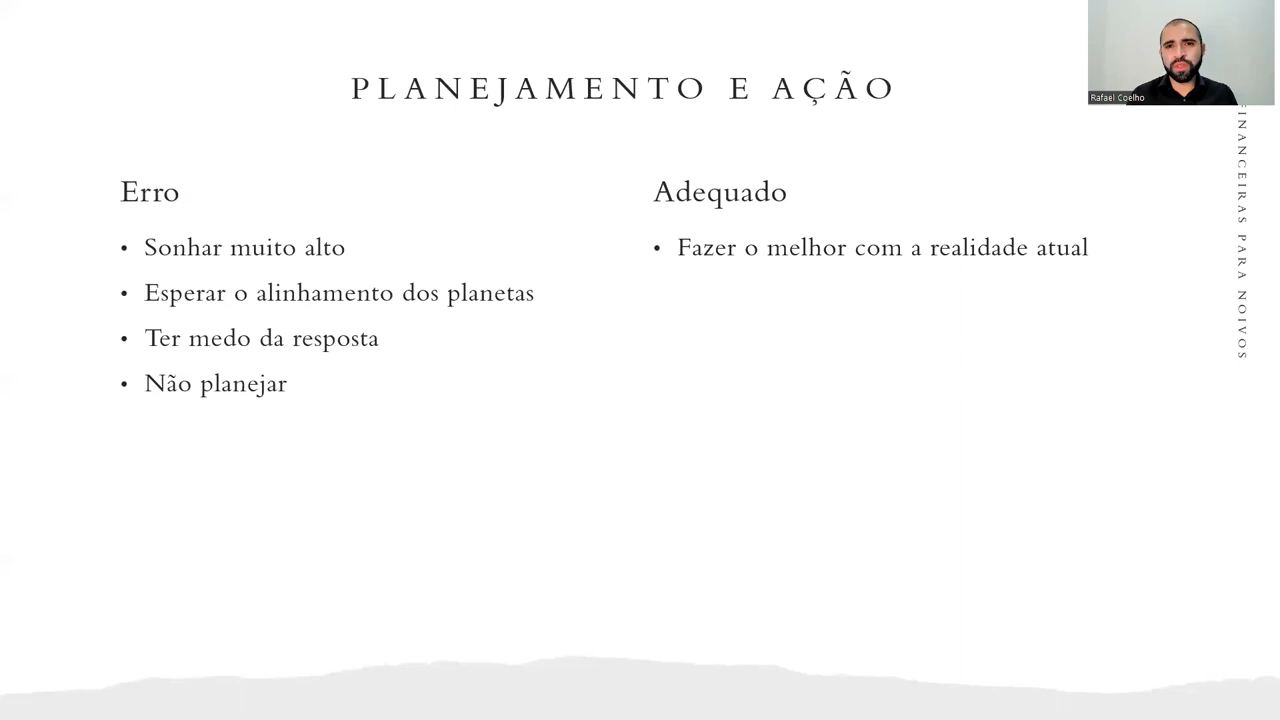 PLANEJAMENTO E AÇÃO
Rafael Coelho
Erro
• Sonhar muito alto
• Esperar o alinhamento dos planetas
• Ter medo da resposta
• Não planejar
Adequado
• Fazer o melhor com a realidade atual
INANCEIRAS PARA NOIVOS